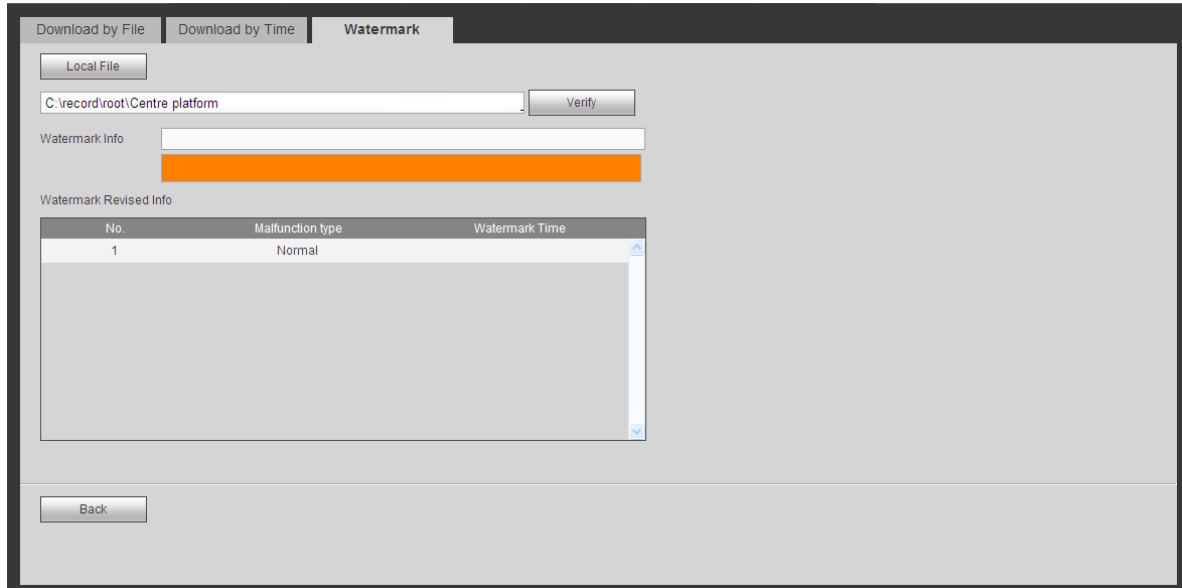 Download by File Download by Time Watermark
Local File
C:\record\root\Centre platform Verify
Watermark Info
Watermark Revised Info
No. Malfunction type Watermark Time
1 Normal
Back